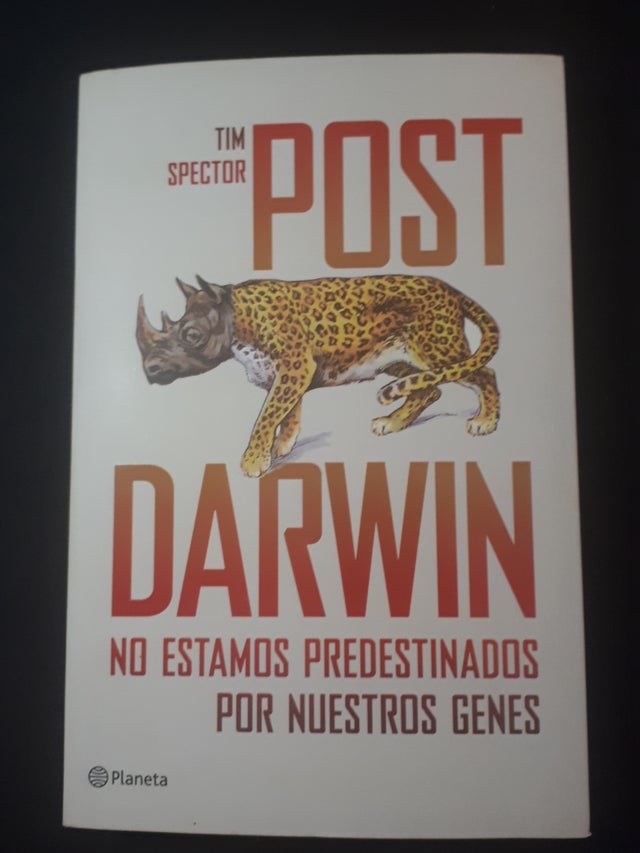 TIM
SPECTOR
POST
DARWIN
NO ESTAMOS PREDESTINADOS
POR NUESTROS GENES
Planeta